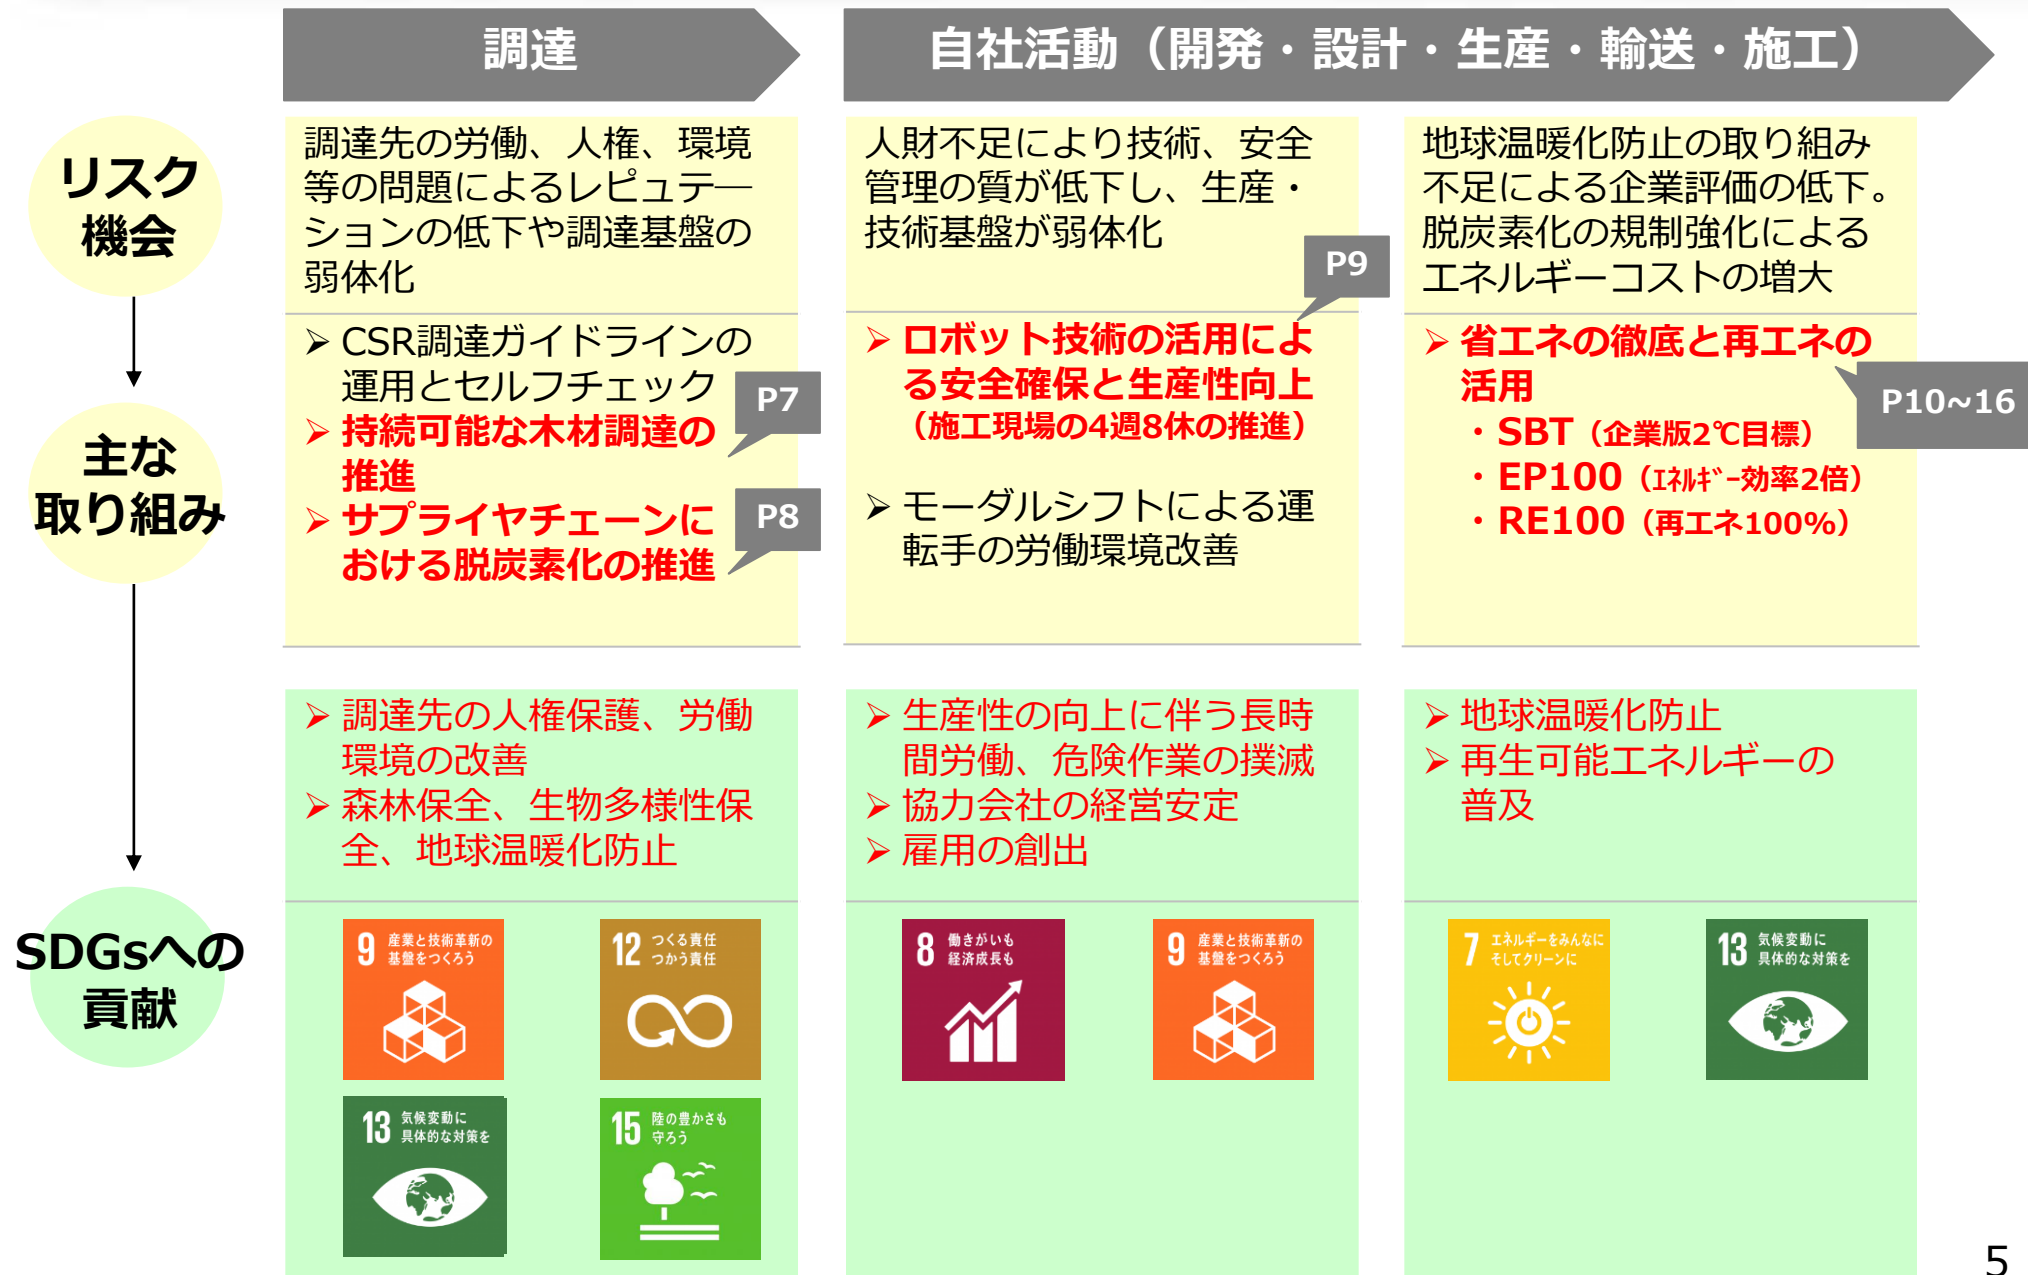 調達
自社活動（開発・設計・生産・輸送・施工）
リスク
機会
調達先の労働、人権、環境
等の問題によるレピュテ―
ションの低下や調達基盤の
弱体化
人財不足により技術、安全
管理の質が低下し、生産・
技術基盤が弱体化
P9
地球温暖化防止の取り組み
不足による企業評価の低下。
脱炭素化の規制強化による
エネルギーコストの増大
主な
取り組み
➢ CSR調達ガイドラインの
運用とセルフチェック
➢ 持続可能な木材調達の
推進
P7
➢ サプライヤチェーンに
おける脱炭素化の推進
P8
➢ ロボット技術の活用によ
る安全確保と生産性向上
（施工現場の4週8休の推進）
➢ モーダルシフトによる運
転手の労働環境改善
➢ 省エネの徹底と再エネの
活用
P10~16
・SBT（企業版2℃目標）
・EP100（ｴﾈﾙｷﾞｰ効率2倍）
・RE100（再エネ100%）
SDGsへの
貢献
➢ 調達先の人権保護、労働
環境の改善
➢ 森林保全、生物多様性保
全、地球温暖化防止
➢ 生産性の向上に伴う長時
間労働、危険作業の撲滅
➢ 協力会社の経営安定
➢ 雇用の創出
➢ 地球温暖化防止
➢ 再生可能エネルギーの
普及
9 産業と技術革新の
基盤をつくろう
12 つくる責任
つかう責任
13 気候変動に
具体的な対策を
15 陸の豊かさも
守ろう
8 働きがいも
経済成長も
9 産業と技術革新の
基盤をつくろう
7 エネルギーをみんなに
そしてクリーンに
13 気候変動に
具体的な対策を
5